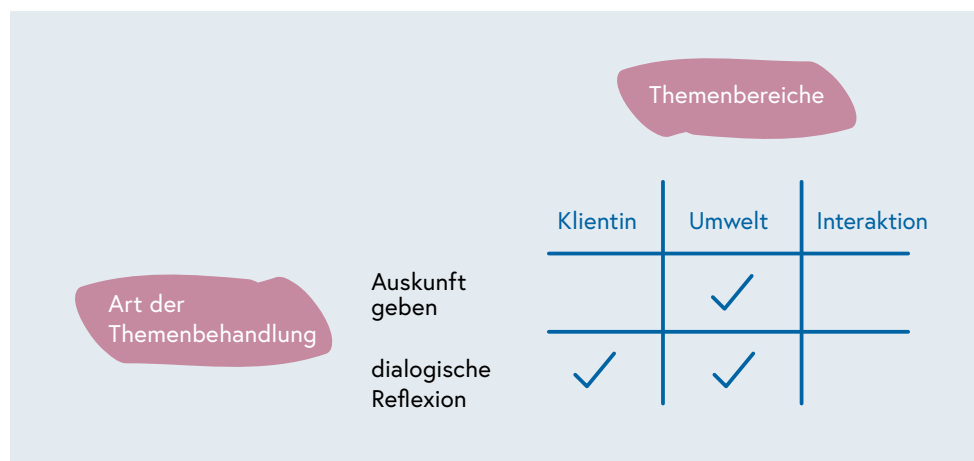 Themenbereiche
Klientin Umwelt Interaktion
Art der
Themenbehandlung
Auskunft
geben
dialogische
Reflexion